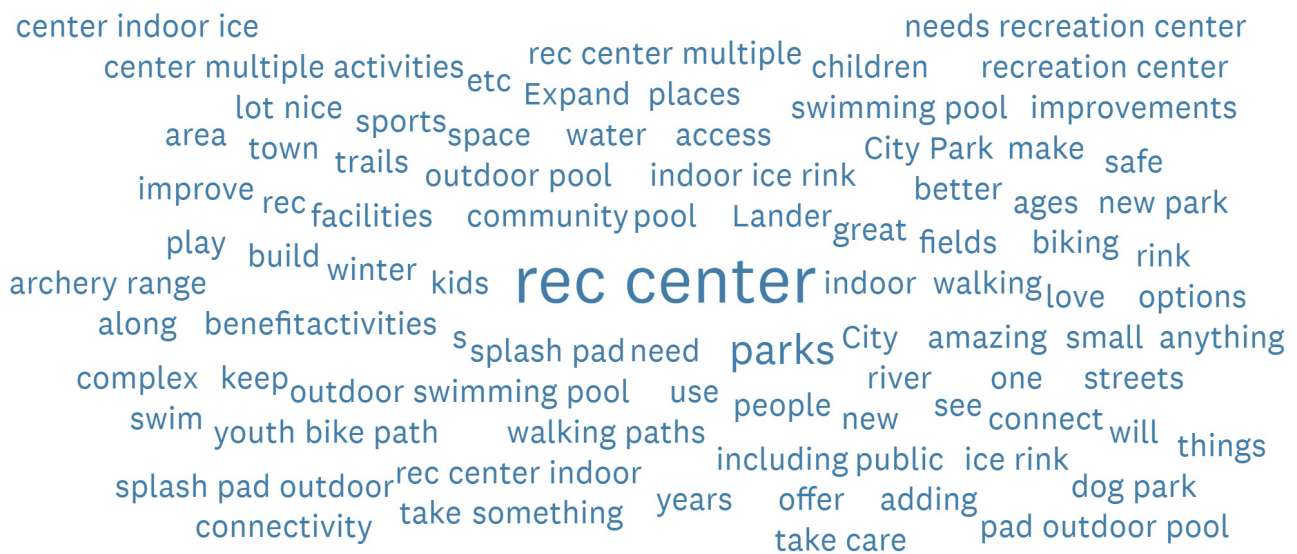 center indoor ice needs recreation center
center multiple activities etc rec center multiple children recreation center
lot nice sports Expand places swimming pool improvements
area town trails space water access City Park make safe
improve rec outdoor pool indoor ice rink better ages new park
facilities community pool Lander great fields biking rink
play build winter kids rec center indoor walking love options
archery range
along benefit activities s splash pad need parks City amazing small anything
complex keep outdoor swimming pool use people river one streets
swim youth bike path walking paths new see connect will things
splash pad outdoor rec center indoor including public ice rink dog park
connectivity take something years offer adding pad outdoor pool
take care